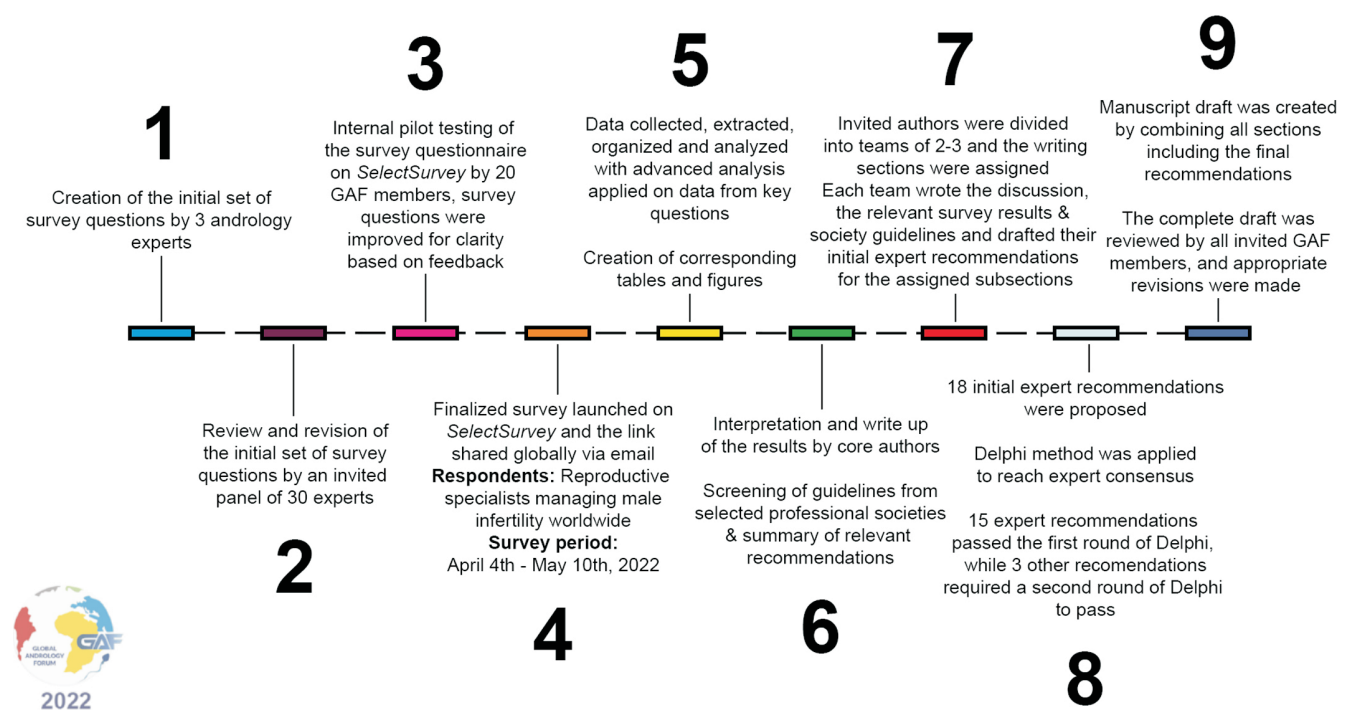 1
Creation of the initial set of
survey questions by 3 andrology
experts
2
Review and revision of
the initial set of survey
questions by an invited
panel of 30 experts
3
Internal pilot testing of
the survey questionnaire
on SelectSurvey by 20
GAF members, survey
questions were
improved for clarity
based on feedback
4
Finalized survey launched on
SelectSurvey and the link
shared globally via email
Respondents: Reproductive
specialists managing male
infertility worldwide
Survey period:
April 4th - May 10th, 2022
5
Data collected, extracted,
organized and analyzed
with advanced analysis
applied on data from key
questions
Creation of corresponding
tables and figures
6
Interpretation and write up
of the results by core authors
Screening of guidelines from
selected professional societies
& summary of relevant
recommendations
7
Invited authors were divided
into teams of 2-3 and the writing
sections were assigned
Each team wrote the discussion,
the relevant survey results &
society guidelines and drafted their
initial expert recommendations
for the assigned subsections
8
18 initial expert recommendations
were proposed
Delphi method was applied
to reach expert consensus
15 expert recommendations
passed the first round of Delphi,
while 3 other recomendations
required a second round of Delphi
to pass
9
Manuscript draft was created
by combining all sections
including the final
recommendations
The complete draft was
reviewed by all invited GAF
members, and appropriate
revisions were made
GAF
GLOBAL
ANDROLOGY
FORUM
2022